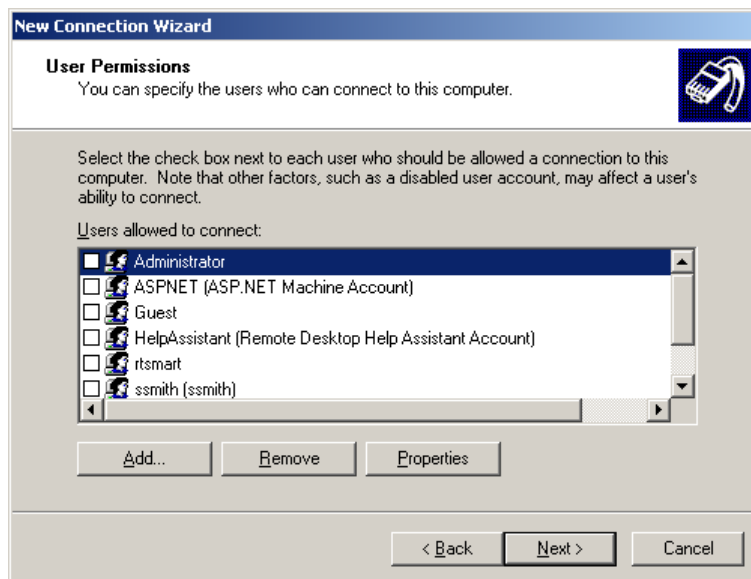 New Connection Wizard
User Permissions
You can specify the users who can connect to this computer.
Select the check box next to each user who should be allowed a connection to this
computer. Note that other factors, such as a disabled user account, may affect a user's
ability to connect.
Users allowed to connect:
Administrator
ASPNET (ASP.NET Machine Account)
Guest
HelpAssistant (Remote Desktop Help Assistant Account)
rtsmart
ssmith (ssmith)
Add...
Remove
Properties
< Back
Next >
Cancel